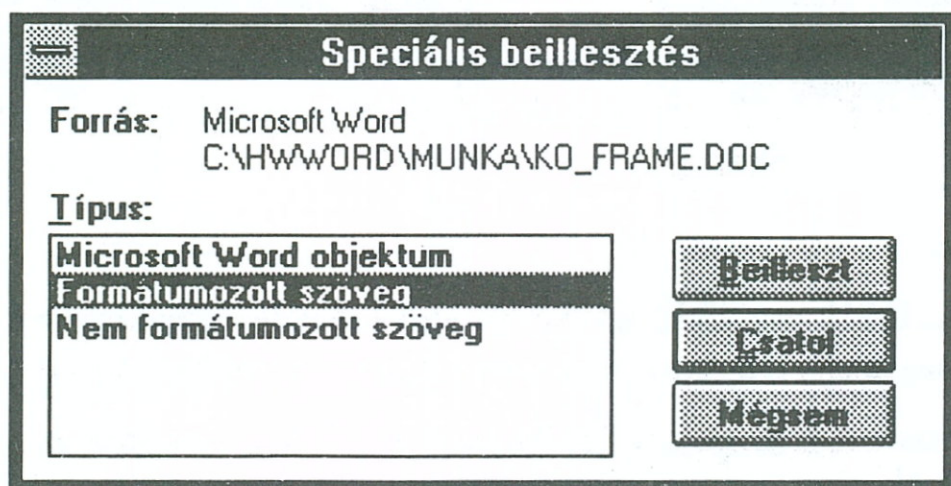 Speciális beillesztés
Forrás: Microsoft Word
C:\HWWORD\MUNKA\KO_FRAME.DOC
Típus:
Microsoft Word objektum
Formátumozott szöveg
Nem formátumozott szöveg
Beilleszt
Csatol
Mégsem